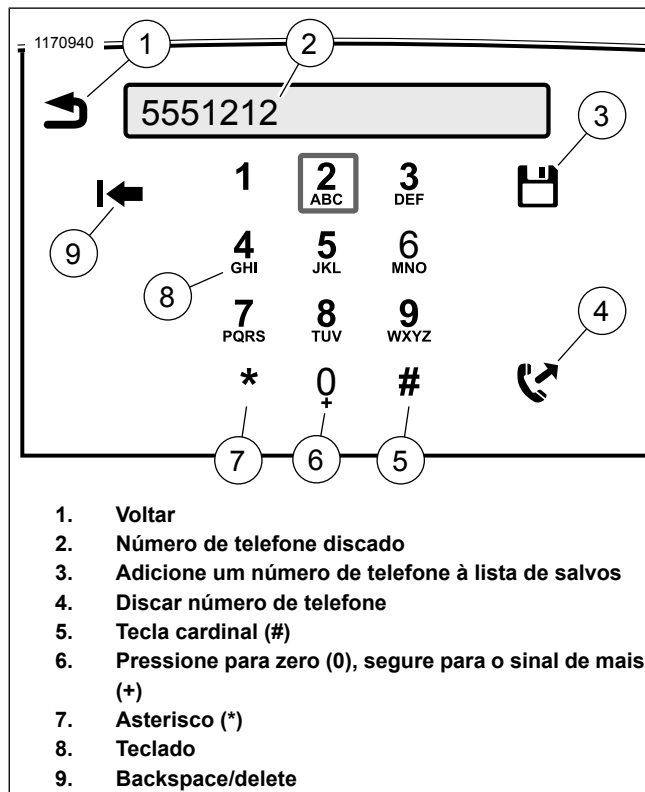 1170940
1
2
5551212
3
1
2
3
ABC
DEF
9
4
5
6
GHI
JKL
MNO
8
4
7
8
9
PQRS
TUV
WXYZ
*
0
#
+
7
6
5
1. Voltar
2. Número de telefone discado
3. Adicione um número de telefone à lista de salvos
4. Discar número de telefone
5. Tecla cardinal (#)
6. Pressione para zero (0), segure para o sinal de mais
(+)
7. Asterisco (*)
8. Teclado
9. Backspace/delete